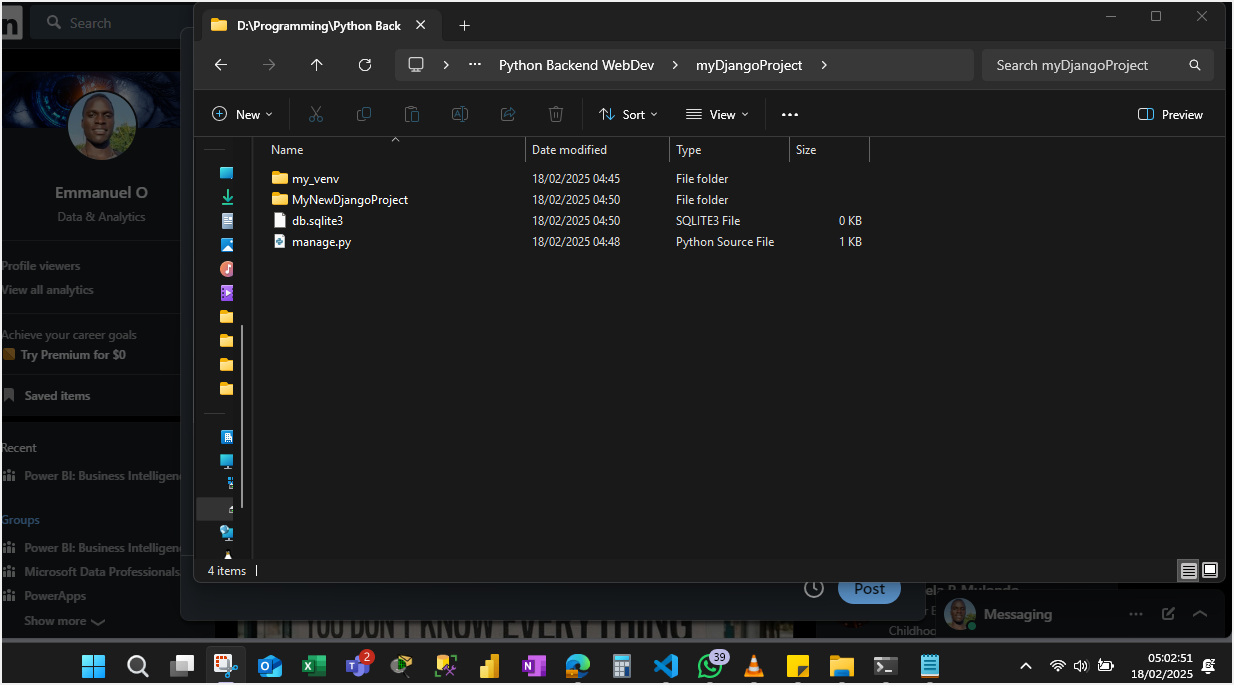 n
Search
D:\Programming\Python Back
Python Backend WebDev
myDjangoProject
Search myDjangoProject
New
Sort
View
Preview
Name
Date modified
Type
Size
my_venv 18/02/2025 04:45 File folder
MyNewDjangoProject 18/02/2025 04:50 File folder
db.sqlite3 18/02/2025 04:50 SQLITE3 File 0 KB
manage.py 18/02/2025 04:48 Python Source File 1 KB
4 items
Emmanuel O
Data & Analytics
Profile viewers
View all analytics
Achieve your career goals
Try Premium for $0
Saved items
Recent
Power BI: Business Intelligen
Groups
Power BI: Business Intelligen
Microsoft Data Professionals
PowerApps
Show more
Post
Messaging
Childhoo
YOU DON'T KNOW EVERYTHING
2
39
05:02:51
18/02/2025